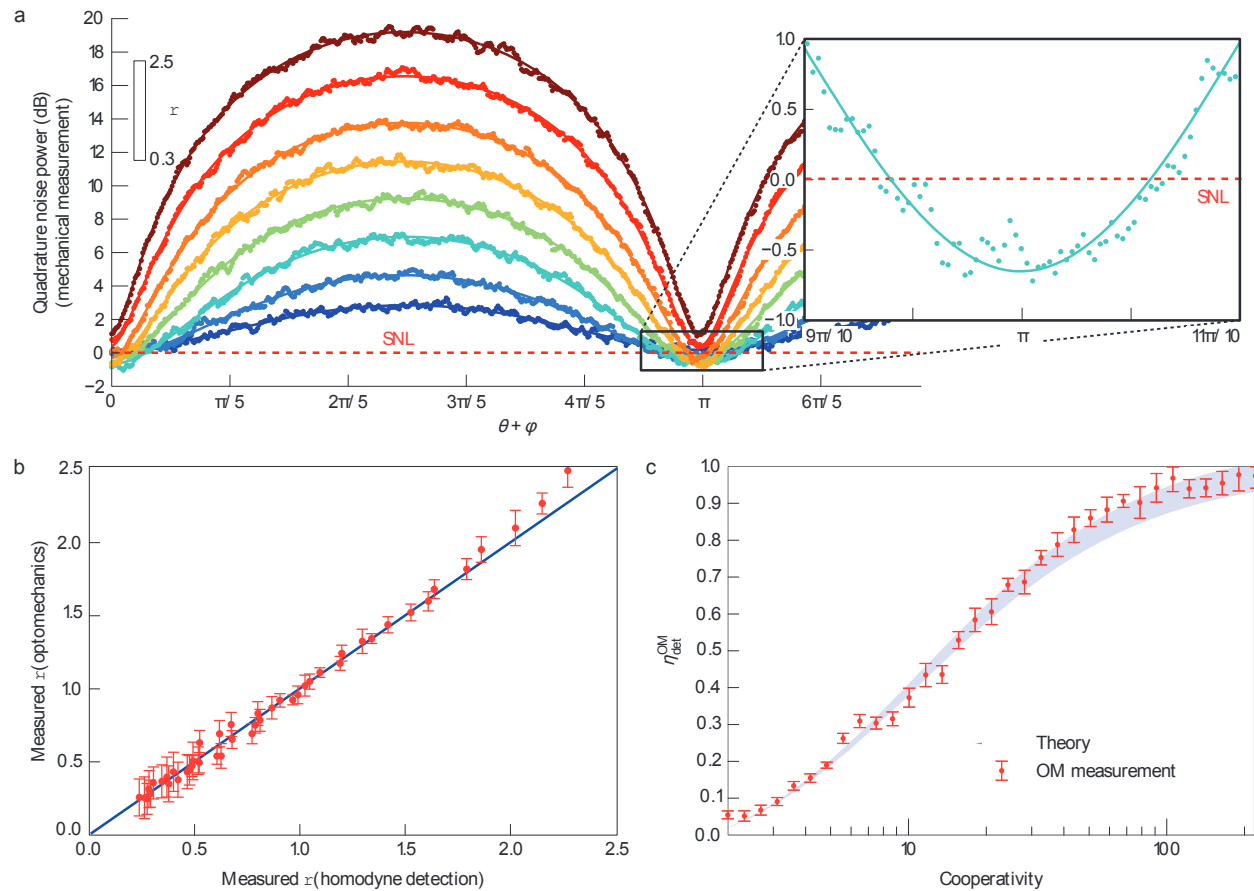 a
20
18
16
14
12
10
8
6
4
2
0
−2
Quadrature noise power (dB)
(mechanical measurement)
2.5
r
0.3
SNL
0
π/ 5
2π/ 5
3π/ 5
4π/ 5
π
6π/ 5
θ + φ
1.0
0.5
0.0
−0.5
−1.0
SNL
9π/ 10
π
11π/ 10
b
2.5
2.0
1.5
10
0.5
0.0
Measured r (optomechanics)
0.0
0.5
1.0
1.5
2.0
2.5
Measured r (homodyne detection)
c
1.0
0.9
0.8
0.7
0.6
0.5
0.4
0.3
0.2
0.1
0.0
η OM det
Theory
OM measurement
10
100
Cooperativity